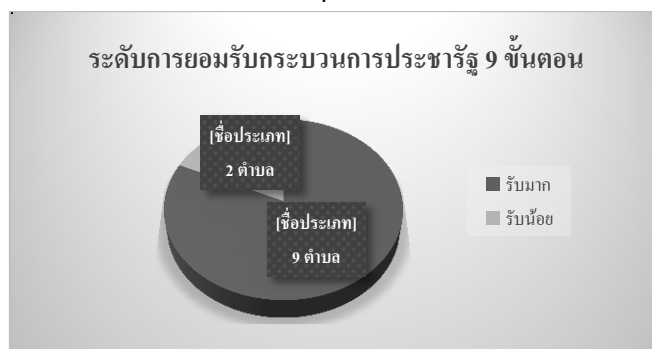 ระดับการยอมรับกระบวนการประชารัฐ 9 ขั้นตอน
[ชื่อประเภท]
2 ตำบล
[ชื่อประเภท]
9 ตำบล
รับมาก
รับน้อย